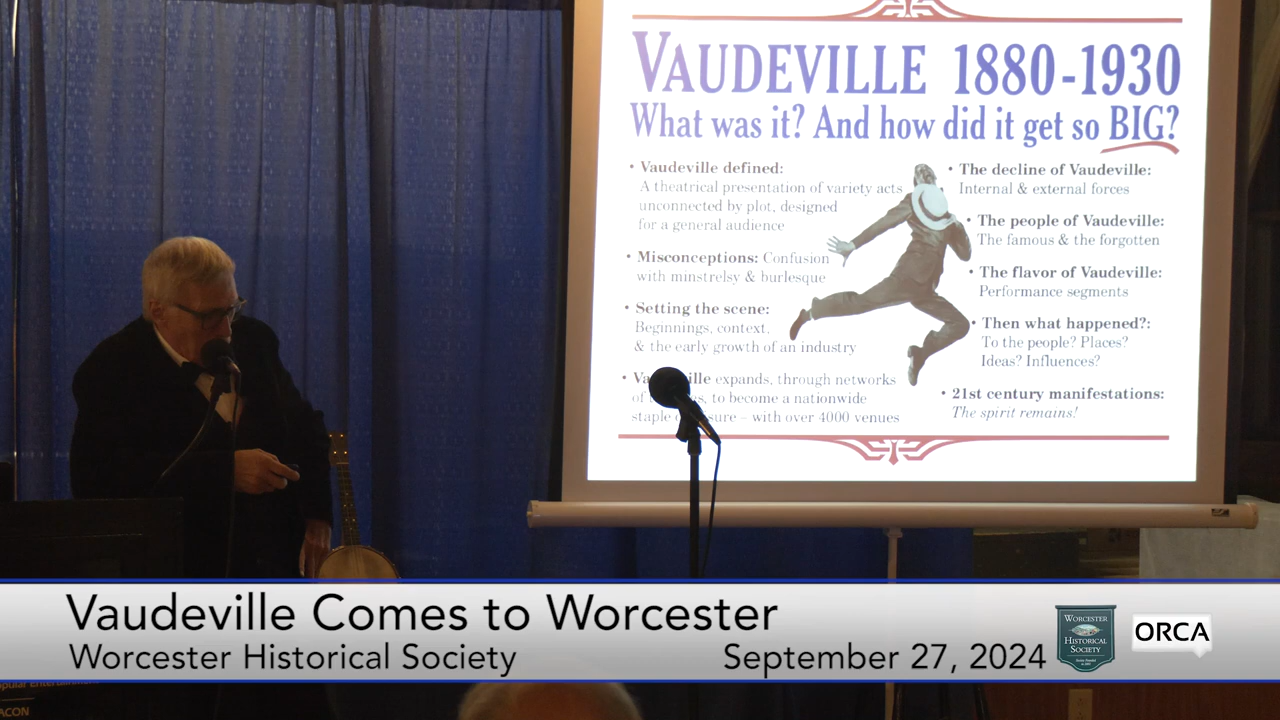 VAUDEVILLE 1880-1930
What was it? And how did it get so BIG?
• Vaudeville defined:
A theatrical presentation of variety acts
unconnected by plot, designed
for a general audience
• Misconceptions: Confusion
with minstrelsy & burlesque
• Setting the scene:
Beginnings, context,
& the early growth of an industry
expands, through networks
to become a nationwide
– with over 4000 venues
• The decline of Vaudeville:
Internal & external forces
• The people of Vaudeville:
The famous & the forgotten
• The flavor of Vaudeville:
Performance segments
• Then what happened?:
To the people? Places?
Ideas? Influences?
• 21st century manifestations:
The spirit remains!
Vaudeville Comes to Worcester
Worcester Historical Society
September 27, 2024
WORCESTER
HISTORICAL
SOCIETY
ORCA